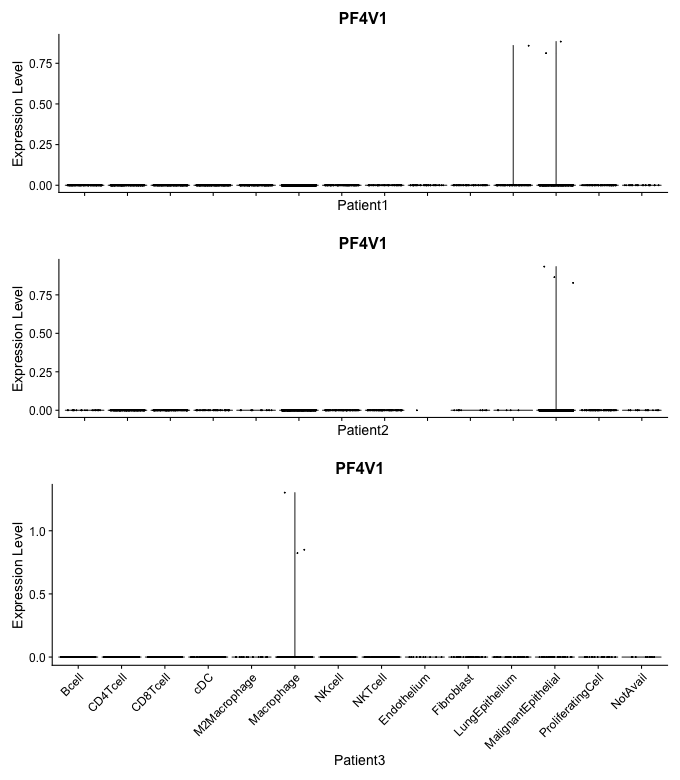 PF4V1
Expression Level
0.75
0.50
0.25
0.00
Patient1
PF4V1
Expression Level
0.75
0.50
0.25
0.00
Patient2
PF4V1
Expression Level
1.0
0.5
0.0
Bcell
CD4Tcell
CD8Tcell
cDC
M2Macrophage
Macrophage
NKcell
NKTcell
Endothelium
Fibroblast
LungEpithelium
MalignantEpithelial
ProliferatingCell
NotAvail
Patient3